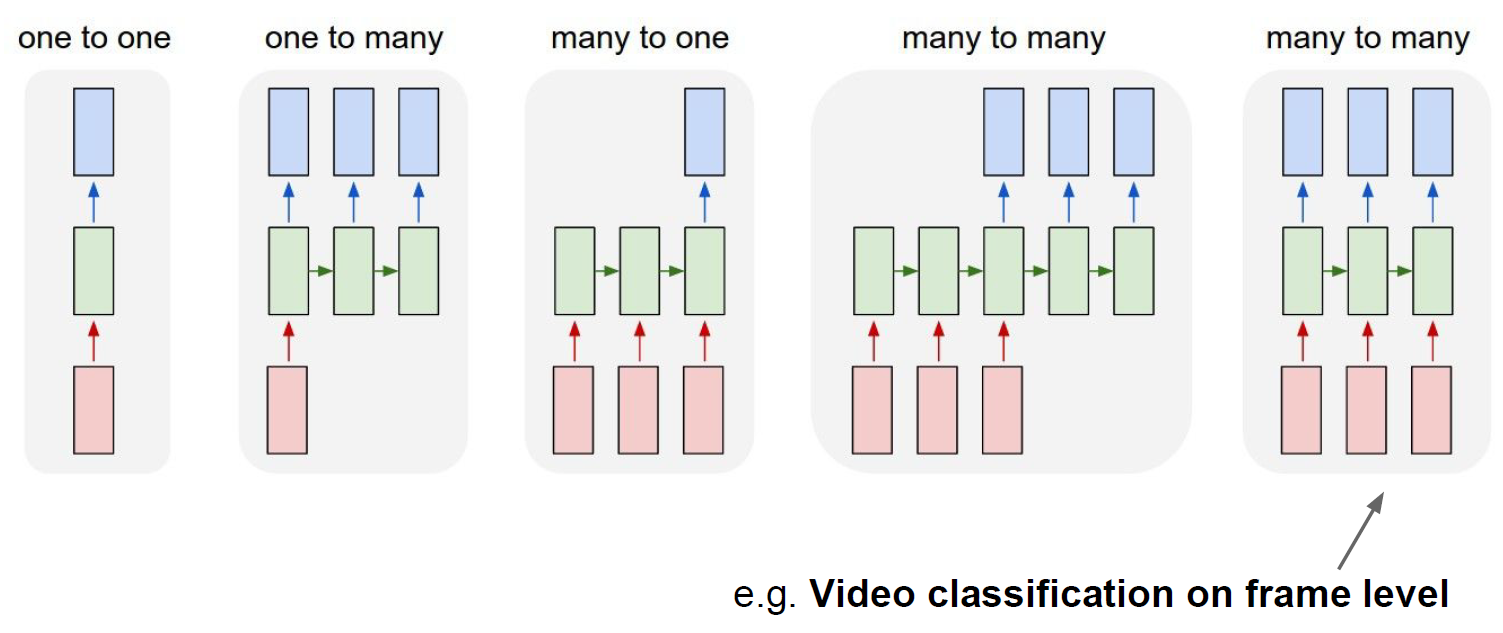 one to one
one to many
many to one
many to many
many to many
e.g. Video classification on frame level